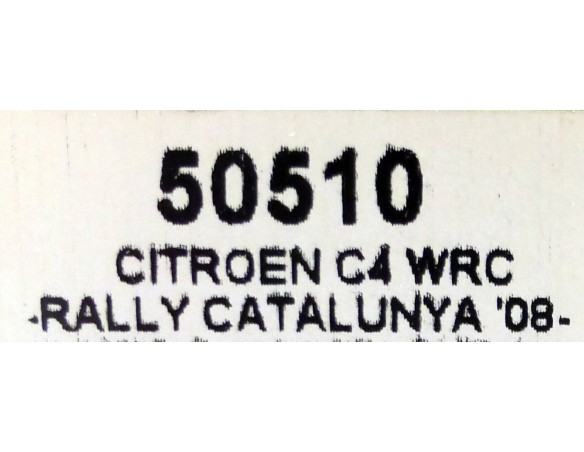 50510
CITROEN C4 WRC
-RALLY CATALUNYA '08-